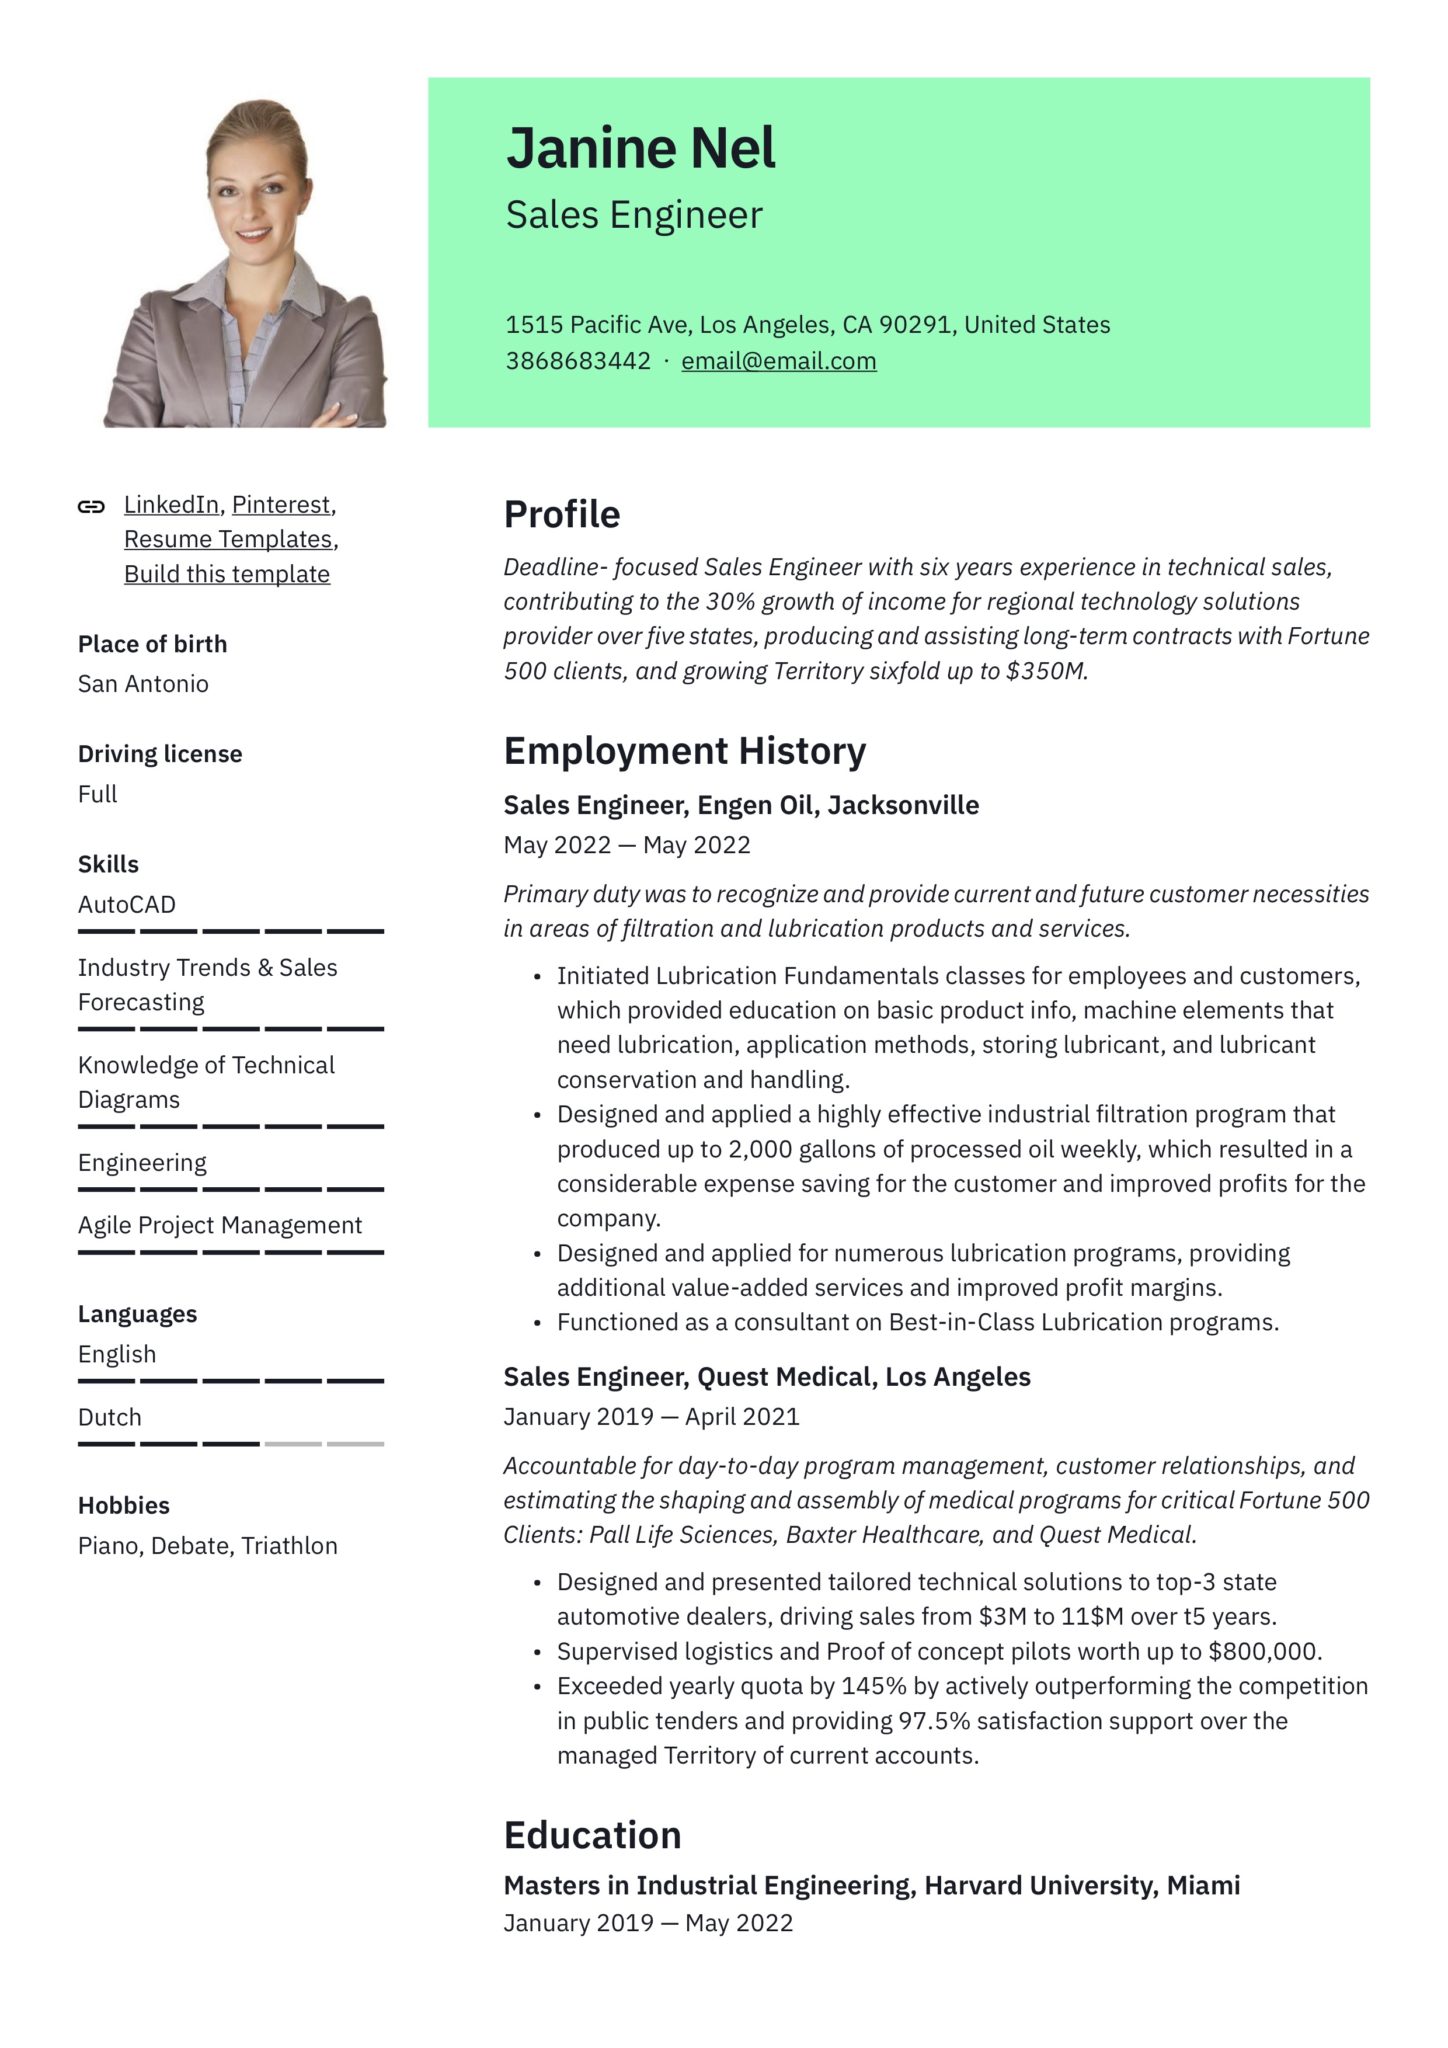 Janine Nel
Sales Engineer
1515 Pacific Ave, Los Angeles, CA 90291, United States
3868683442 · email@email.com
LinkedIn, Pinterest,
Resume Templates,
Build this template
Place of birth
San Antonio
Driving license
Full
Skills
AutoCAD
Industry Trends & Sales
Forecasting
Knowledge of Technical
Diagrams
Engineering
Agile Project Management
Languages
English
Dutch
Hobbies
Piano, Debate, Triathlon
Profile
Deadline- focused Sales Engineer with six years experience in technical sales,
contributing to the 30% growth of income for regional technology solutions
provider over five states, producing and assisting long-term contracts with Fortune
500 clients, and growing Territory sixfold up to $350M.
Employment History
Sales Engineer, Engen Oil, Jacksonville
May 2022 — May 2022
Primary duty was to recognize and provide current and future customer necessities
in areas of filtration and lubrication products and services.
• Initiated Lubrication Fundamentals classes for employees and customers,
which provided education on basic product info, machine elements that
need lubrication, application methods, storing lubricant, and lubricant
conservation and handling.
• Designed and applied a highly effective industrial filtration program that
produced up to 2,000 gallons of processed oil weekly, which resulted in a
considerable expense saving for the customer and improved profits for the
company.
• Designed and applied for numerous lubrication programs, providing
additional value-added services and improved profit margins.
• Functioned as a consultant on Best-in-Class Lubrication programs.
Sales Engineer, Quest Medical, Los Angeles
January 2019 — April 2021
Accountable for day-to-day program management, customer relationships, and
estimating the shaping and assembly of medical programs for critical Fortune 500
Clients: Pall Life Sciences, Baxter Healthcare, and Quest Medical.
• Designed and presented tailored technical solutions to top-3 state
automotive dealers, driving sales from $3M to 11$M over t5 years.
• Supervised logistics and Proof of concept pilots worth up to $800,000.
• Exceeded yearly quota by 145% by actively outperforming the competition
in public tenders and providing 97.5% satisfaction support over the
managed Territory of current accounts.
Education
Masters in Industrial Engineering, Harvard University, Miami
January 2019 — May 2022